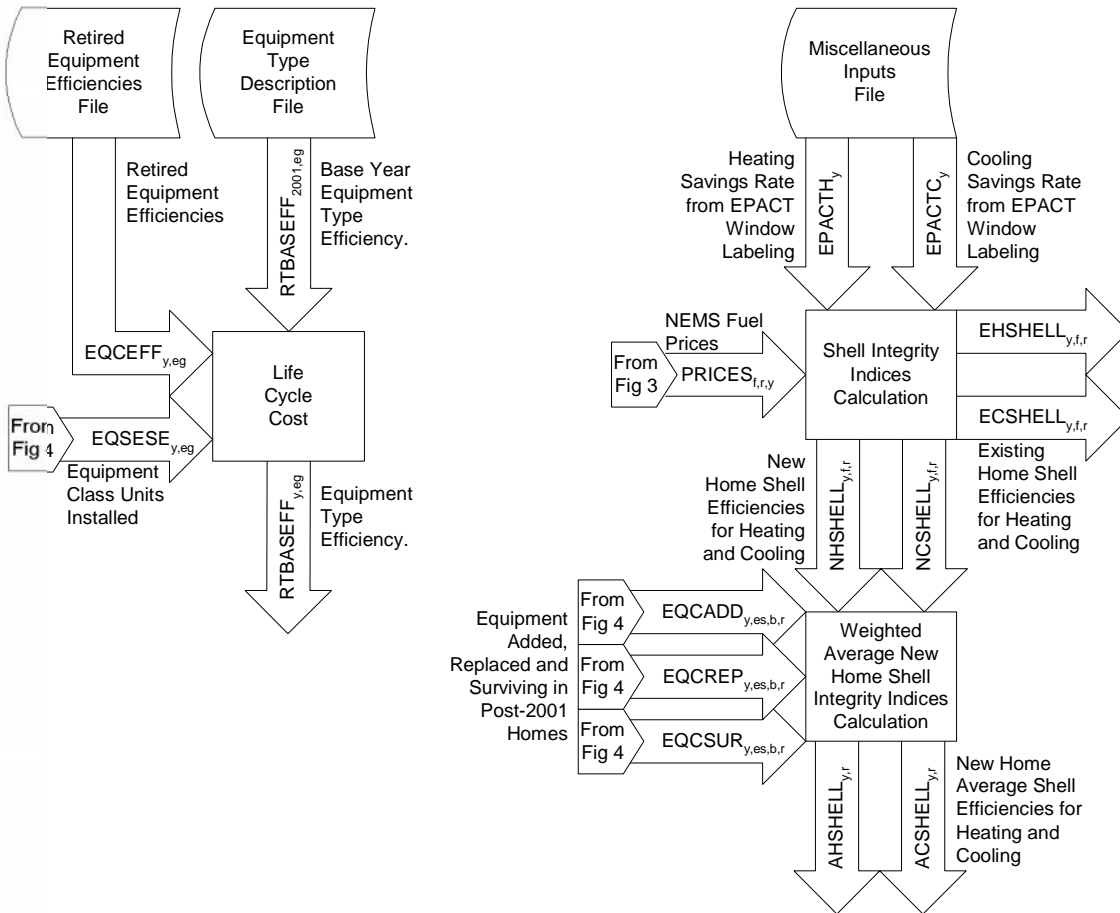 Retired
Equipment
Efficiencies
File
Equipment
Type
Description
File
Retired
Equipment
Efficiencies
RTBASEFF2001,eg
Base Year
Equipment
Type
Efficiency.
EQCEFFy,eg
From
Fig 4
EQSESEy,eg
Equipment
Class Units
Installed
Life
Cycle
Cost
RTBASEFFy,eg
Equipment
Type
Efficiency.
Miscellaneous
Inputs
File
Heating
Savings Rate
from EPACT
Window
Labeling
EPACTHy
EPACTCy
Cooling
Savings Rate
from EPACT
Window
Labeling
NEMS Fuel
Prices
From
Fig 3
PRICESf,r,y
Shell Integrity
Indices
Calculation
EHSHELLy,f,r
ECSHELLy,f,r
Existing
Home Shell
Efficiencies
for Heating
and Cooling
New
Home Shell
Efficiencies
for Heating
and Cooling
NHSHELLy,f,r
NCSHELLy,f,r
Equipment
Added,
Replaced and
Surviving in
Post-2001
Homes
From
Fig 4
EQCADDy,es,b,r
From
Fig 4
EQCREPy,es,b,r
From
Fig 4
EQCSURy,es,b,r
Weighted
Average New
Home Shell
Integrity Indices
Calculation
AHSHELLy,r
ACSHELLy,r
New Home
Average Shell
Efficiencies for
Heating and
Cooling